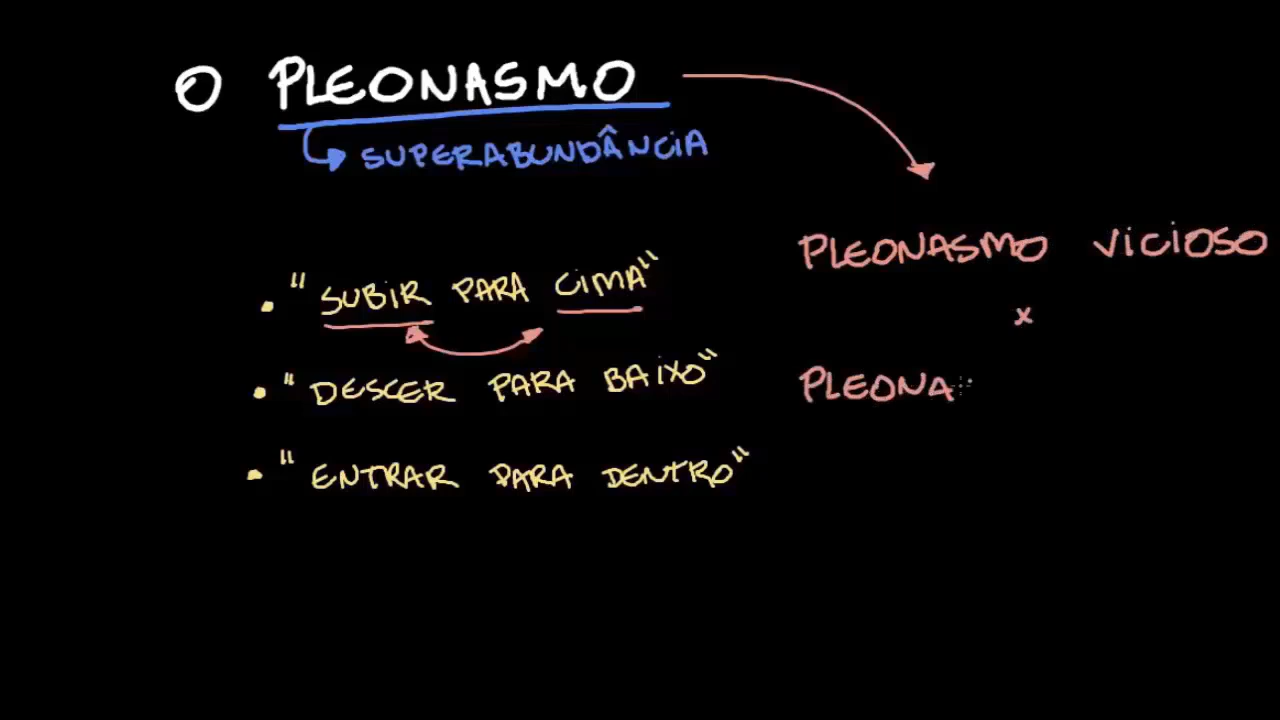 O PLEONASMO
SUPERABUNDÂNCIA
• "SUBIR PARA CIMA"
• "DESCER PARA BAIXO"
• "ENTRAR PARA DENTRO"
PLEONASMO VICIOSO
x
PLEONA